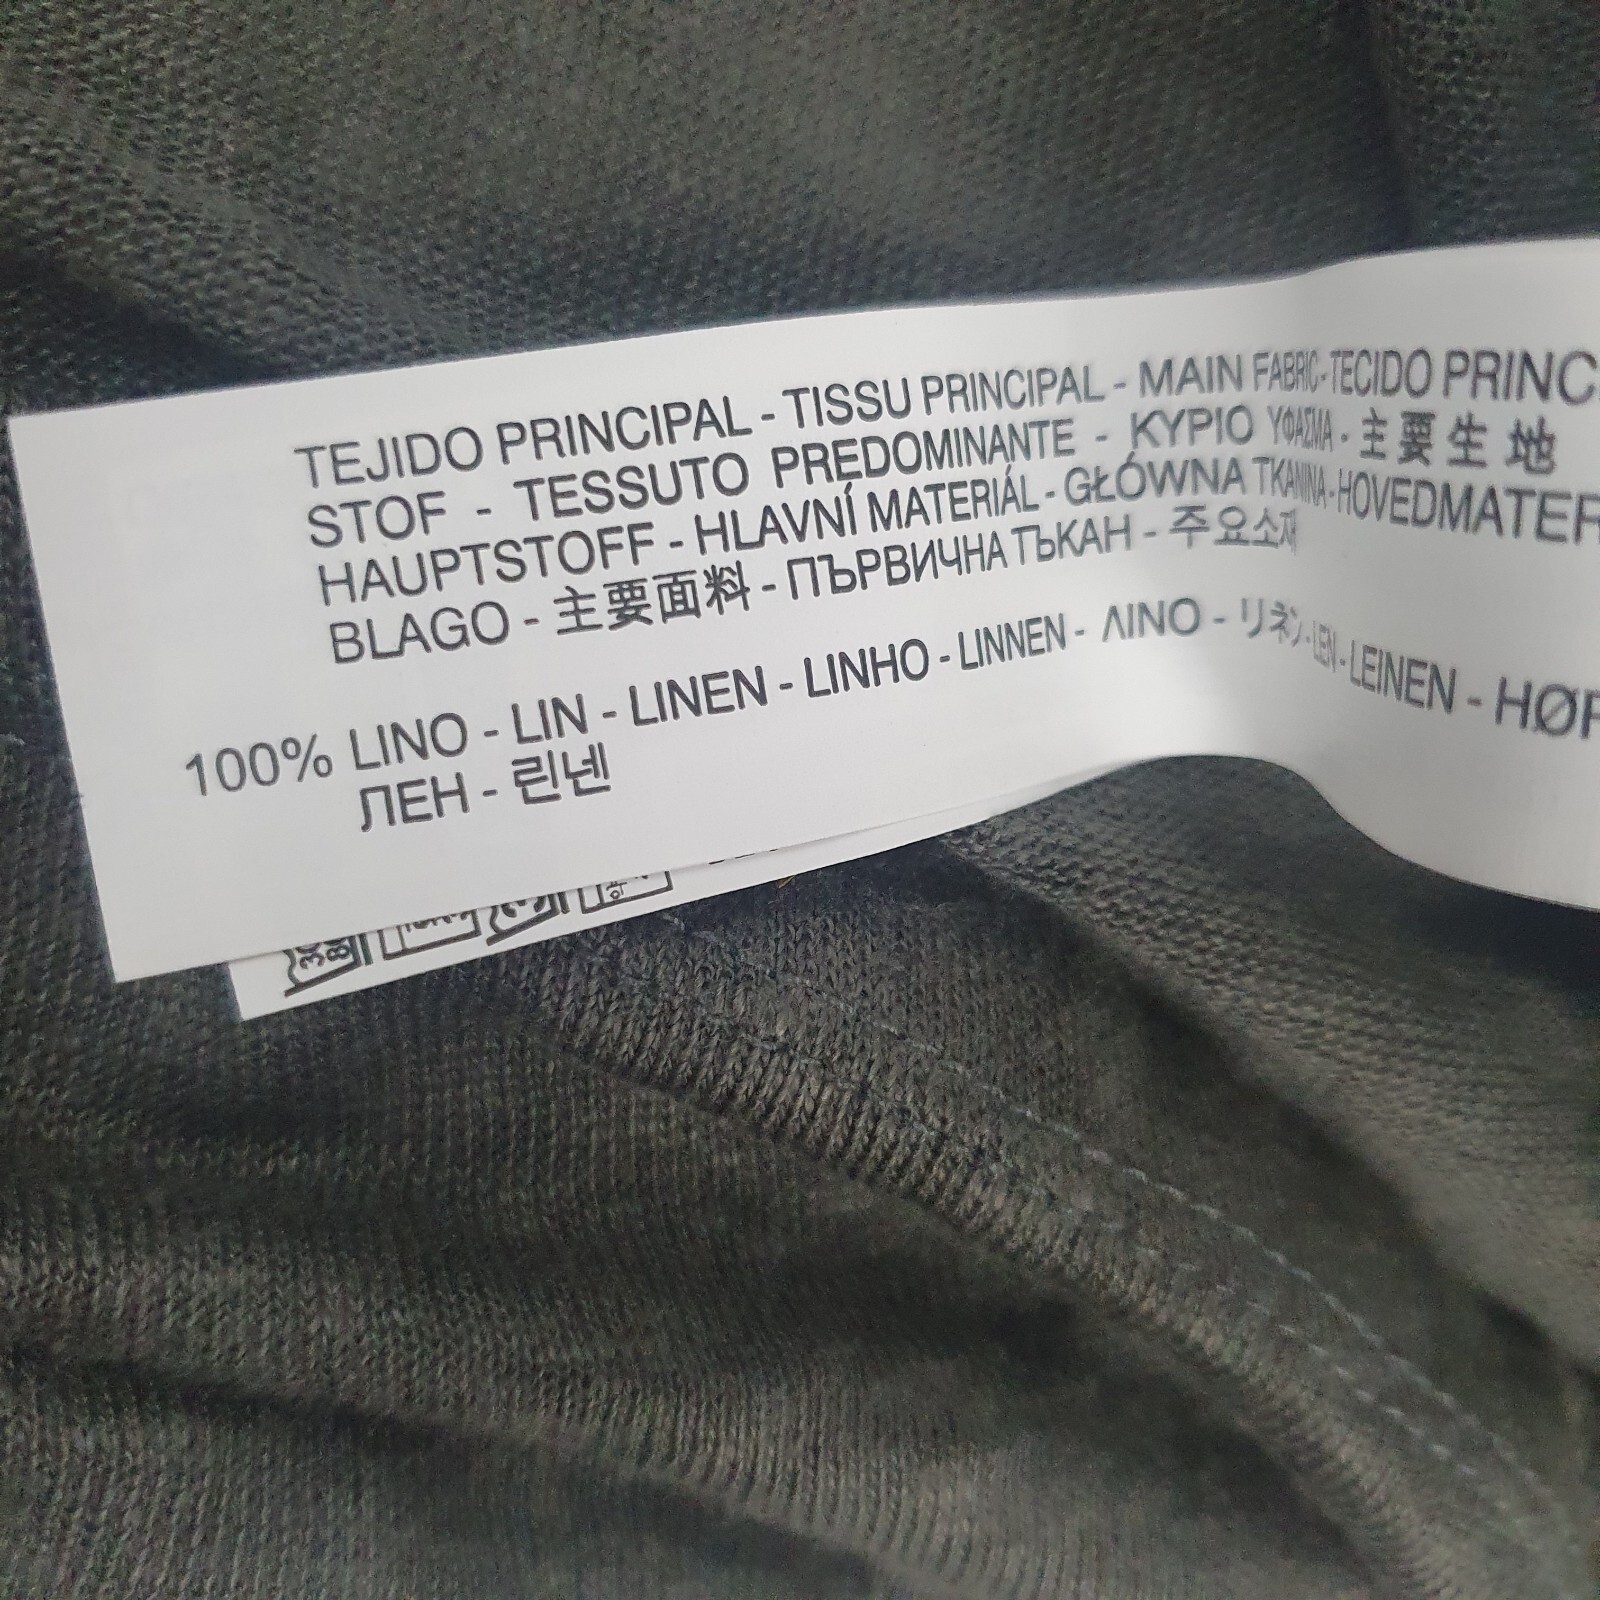 TEJIDO PRINCIPAL - TISSU PRINCIPAL - MAIN FABRIC - TECIDO PRINC
STOF - TESSUTO PREDOMINANTE - ΚΥΡΙΟ ΥΦΑΣΜΑ - 主要生地
HAUPTSTOFF - HLAVNÍ MATERIÁL - GŁÓWNA TKANINA - HOVEDMATER
BLAGO - 主要面料 - ПЪРВИЧНА ТЪКАН - 주요소재
100% LINO - LIN - LINEN - LINHO - LINNEN - ΛΙΝΟ - リネン - LEN - LEINEN - HØR
ЛЕН - 린넨